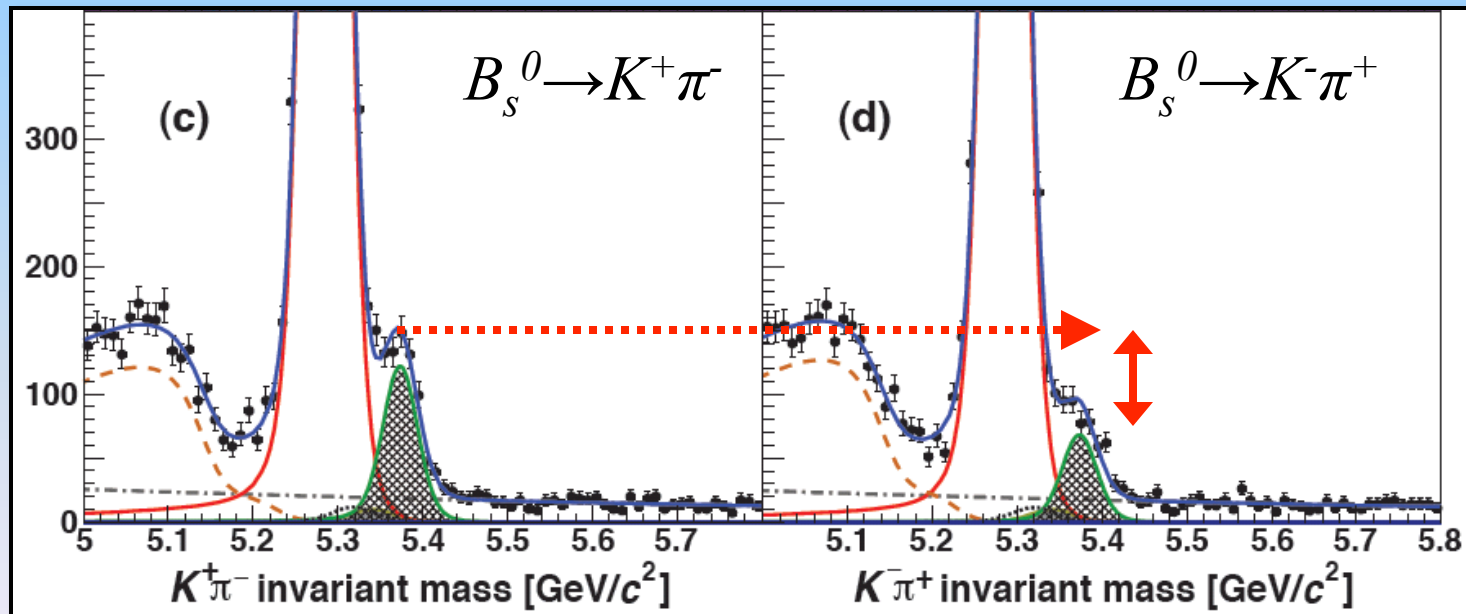 B_s^0→K^+π^-
B_s^0→K^-π^+
(c)
(d)
300
200
100
0
5 5.1 5.2 5.3 5.4 5.5 5.6 5.7
5.1 5.2 5.3 5.4 5.5 5.6 5.7 5.8
K^+π^- invariant mass [GeV/c^2]
K^-π^+ invariant mass [GeV/c^2]